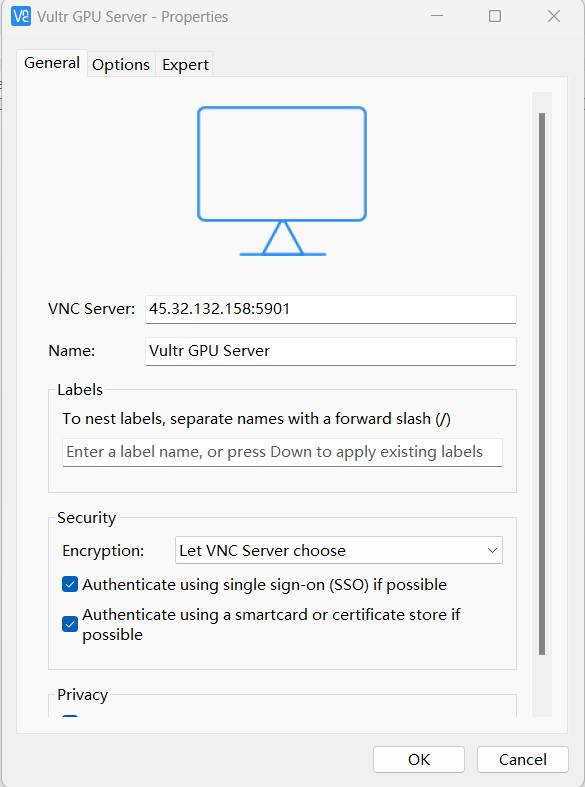 Vultr GPU Server - Properties
General Options Expert
VNC Server: 45.32.132.158:5901
Name: Vultr GPU Server
Labels
To nest labels, separate names with a forward slash (/)
Enter a label name, or press Down to apply existing labels
Security
Encryption: Let VNC Server choose
Authenticate using single sign-on (SSO) if possible
Authenticate using a smartcard or certificate store if
possible
Privacy
OK Cancel